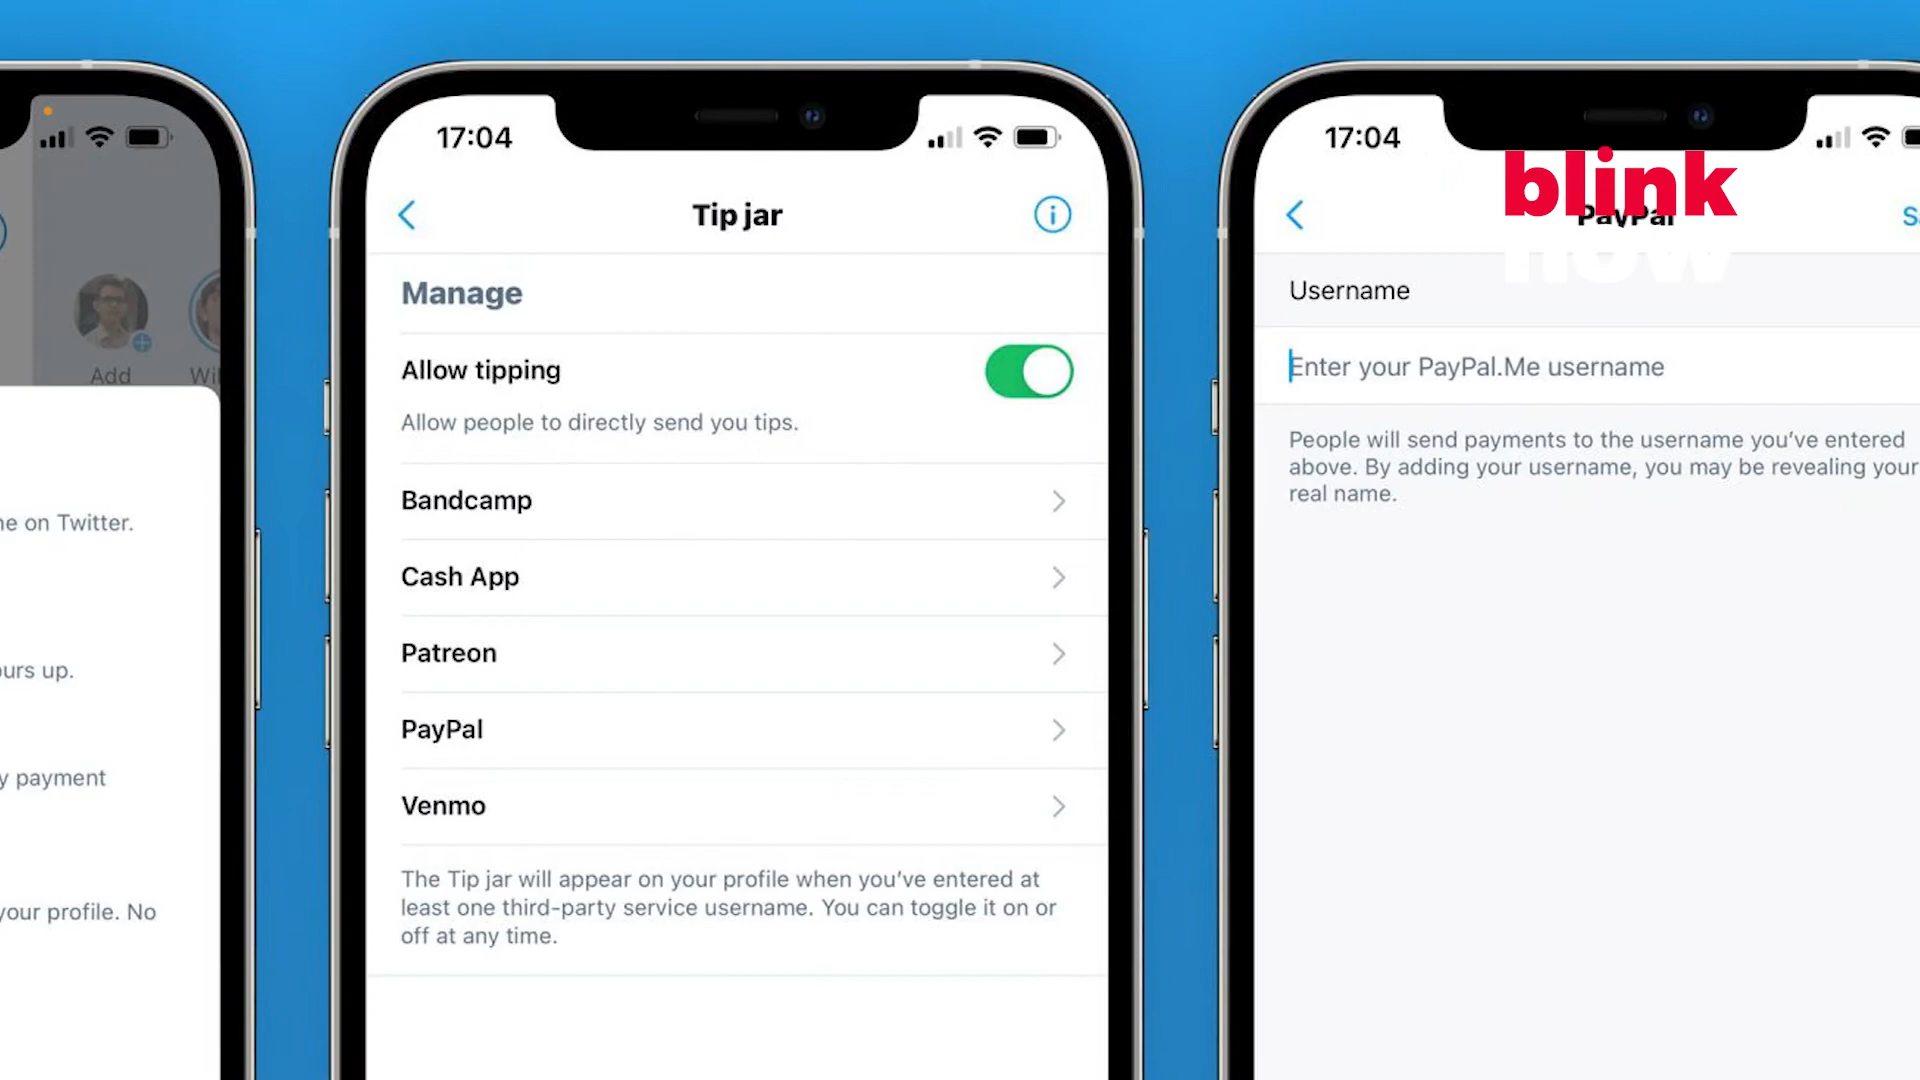 Add
ne on Twitter.
ours up.
y payment
your profile. No
17:04
Tip jar
Manage
Allow tipping
Allow people to directly send you tips.
Bandcamp
Cash App
Patreon
PayPal
Venmo
The Tip jar will appear on your profile when you’ve entered at
least one third-party service username. You can toggle it on or
off at any time.
17:04
blink
now
PayPal
Username
Enter your PayPal.Me username
People will send payments to the username you’ve entered
above. By adding your username, you may be revealing your
real name.